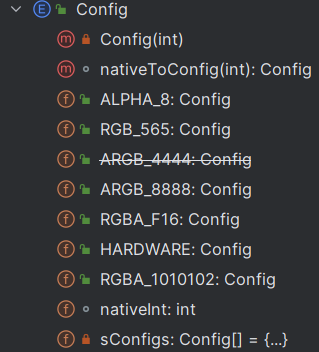 Config
Config(int)
nativeToConfig(int): Config
ALPHA_8: Config
RGB_565: Config
ARGB_4444: Config
ARGB_8888: Config
RGBA_F16: Config
HARDWARE: Config
RGBA_1010102: Config
nativeInt: int
sConfigs: Config[] = {...}